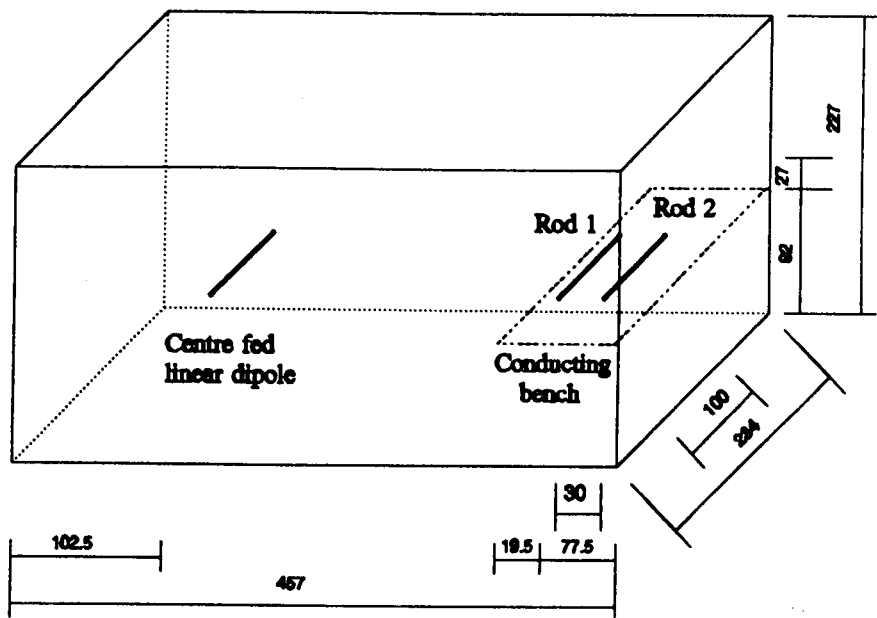 227
27
Rod 1
Rod 2
92
Centre fed
linear dipole
Conducting
bench
100
234
30
102.5
19.5
77.5
457